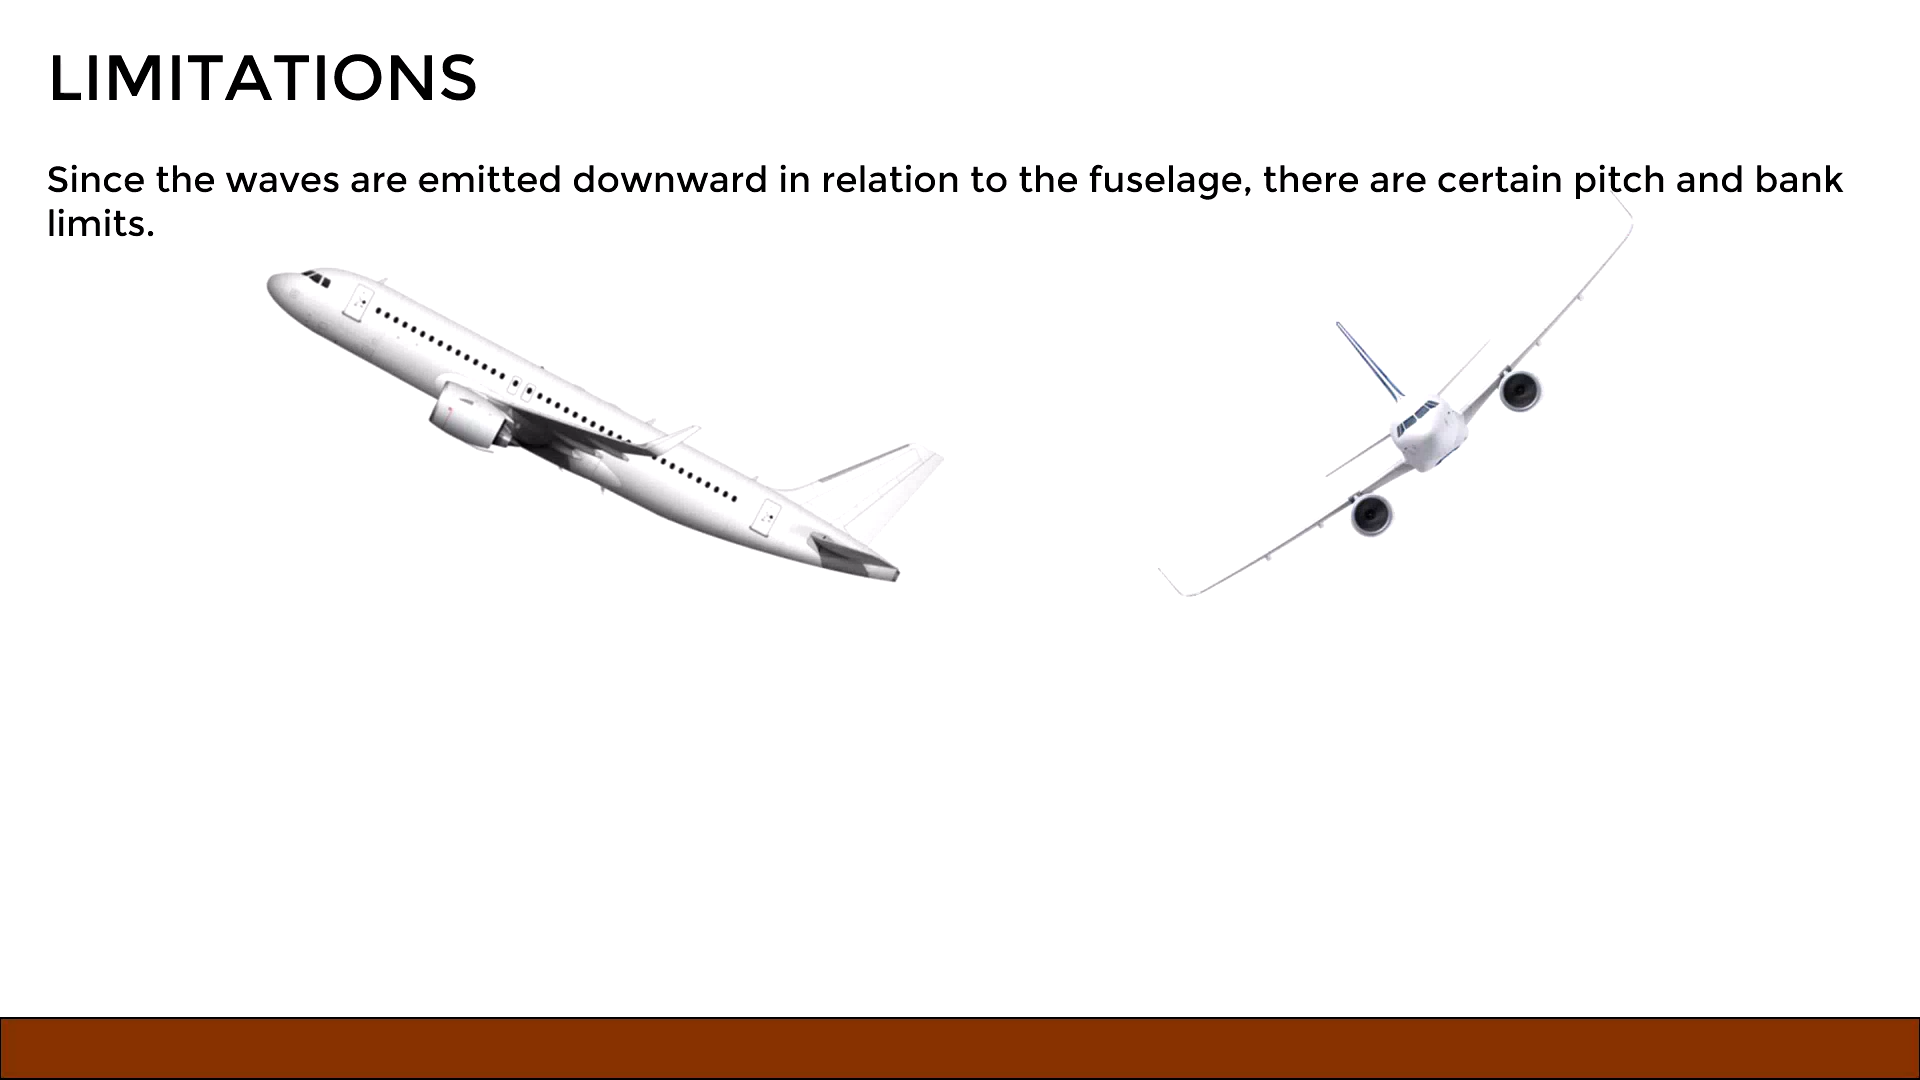 LIMITATIONS
Since the waves are emitted downward in relation to the fuselage, there are certain pitch and bank
limits.